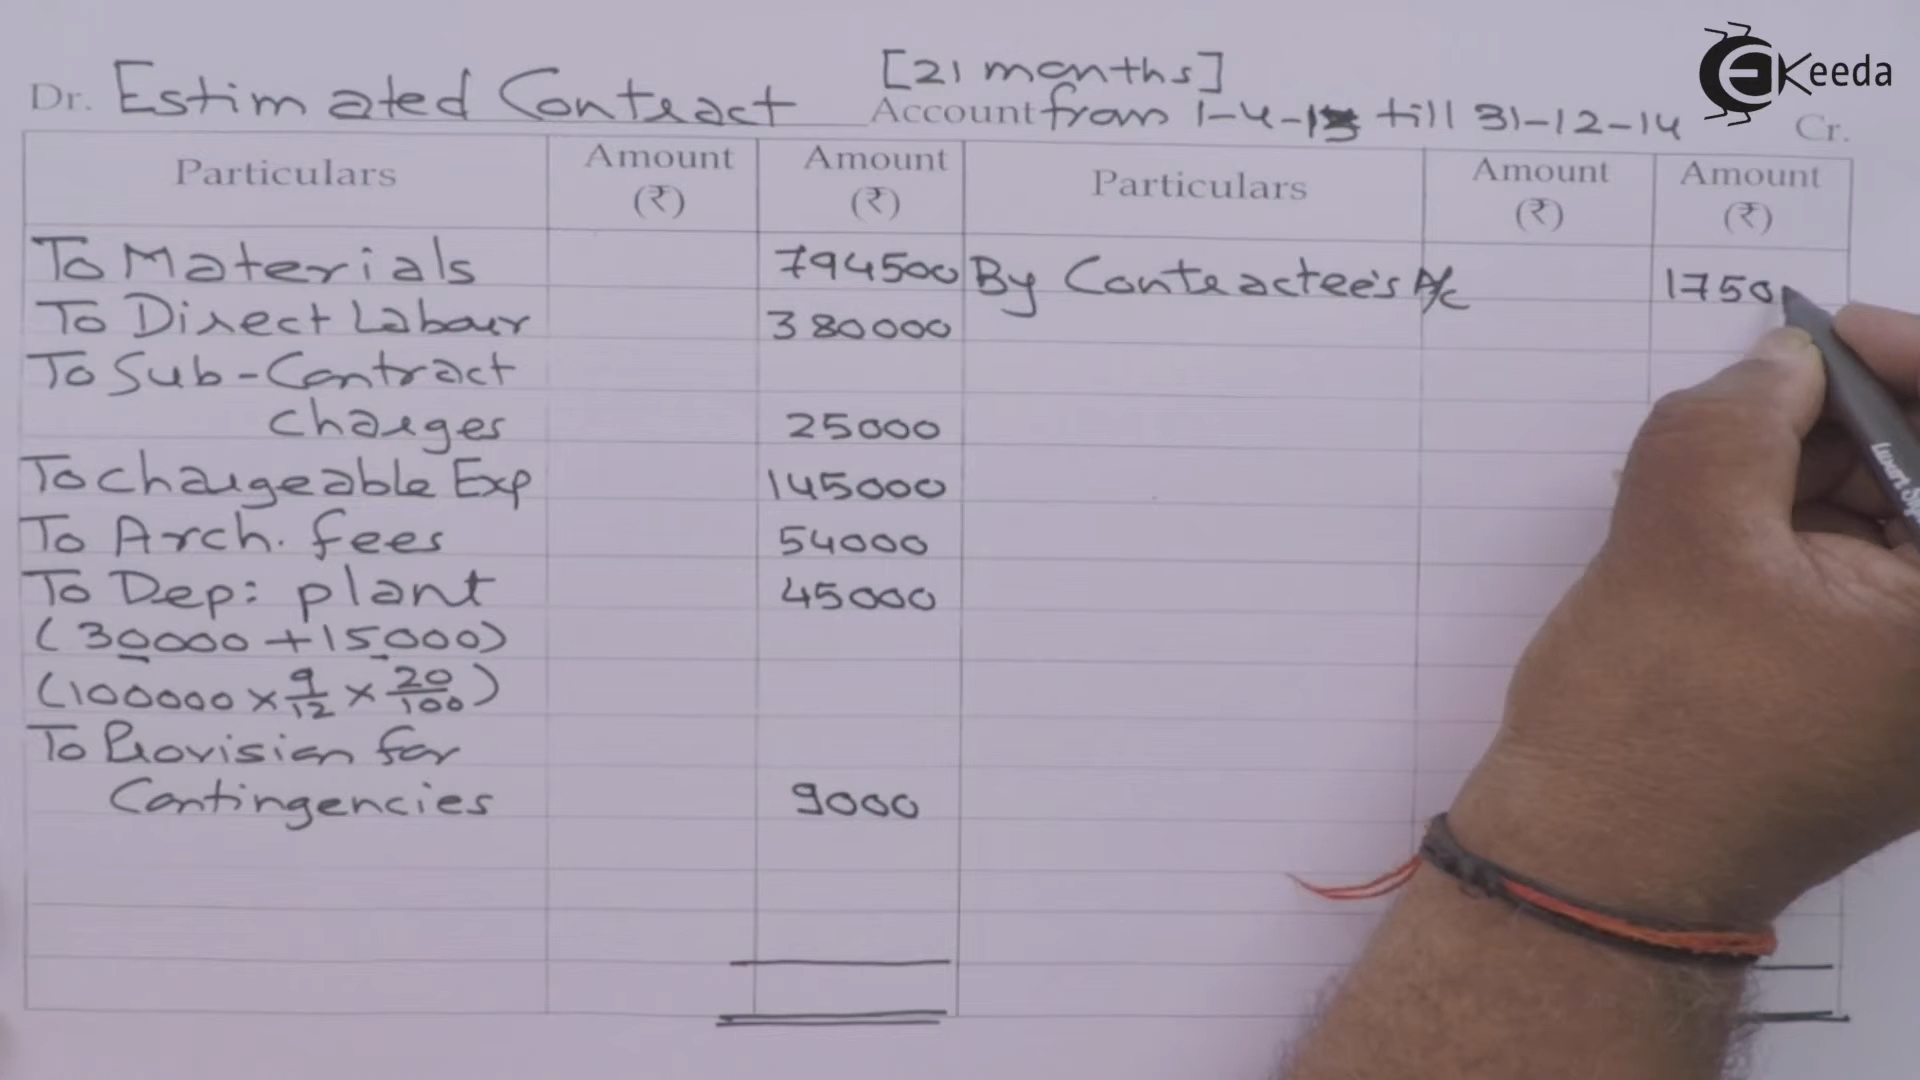 EKeeda
[21 months]
Dr. Estimated Contract Account from 1-4-13 till 31-12-14 Cr.
Particulars Amount (₹) Amount (₹) Particulars Amount (₹) Amount (₹)
To Materials 794500 By Contractee's A/c 1750
To Direct Labour 380000
To Sub-Contract
charges 25000
To chargeable Exp 145000
To Arch. fees 54000
To Dep: plant 45000
(30000 + 15000)
(100000 × 9/12 × 20/100)
To Provision for
Contingencies 9000